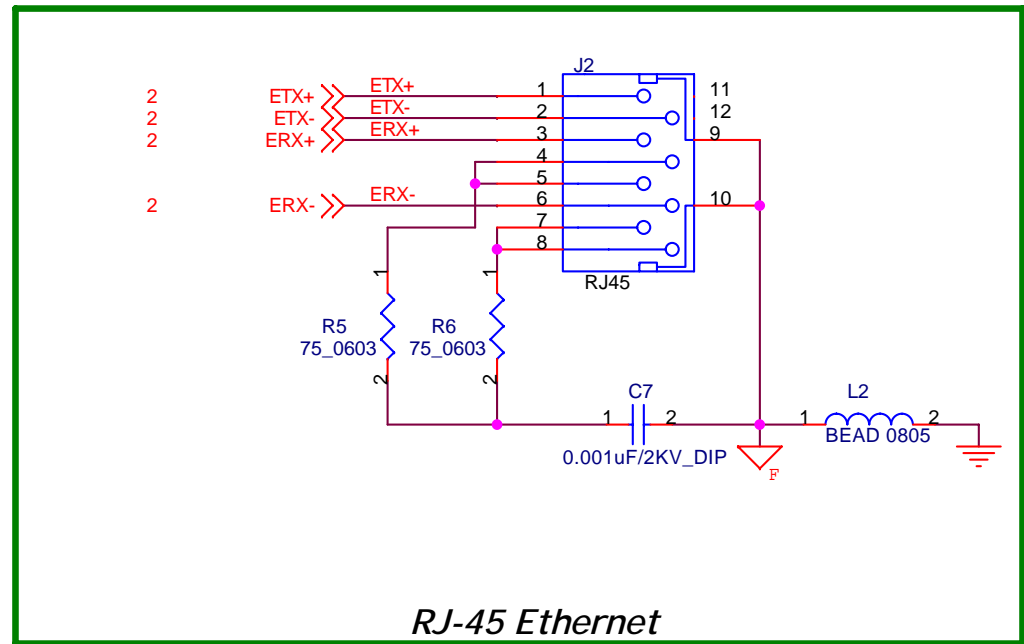 J2
2 ETX+ ETX+ 1 11
2 ETX- ETX- 2 12
2 ERX+ ERX+ 3 9
4
5
2 ERX- ERX- 6 10
7
8
RJ45
1 1
R5 R6
75_0603 75_0603
2 2
C7 L2
1 2 1 2
0.001uF/2KV_DIP BEAD 0805
F
RJ-45 Ethernet